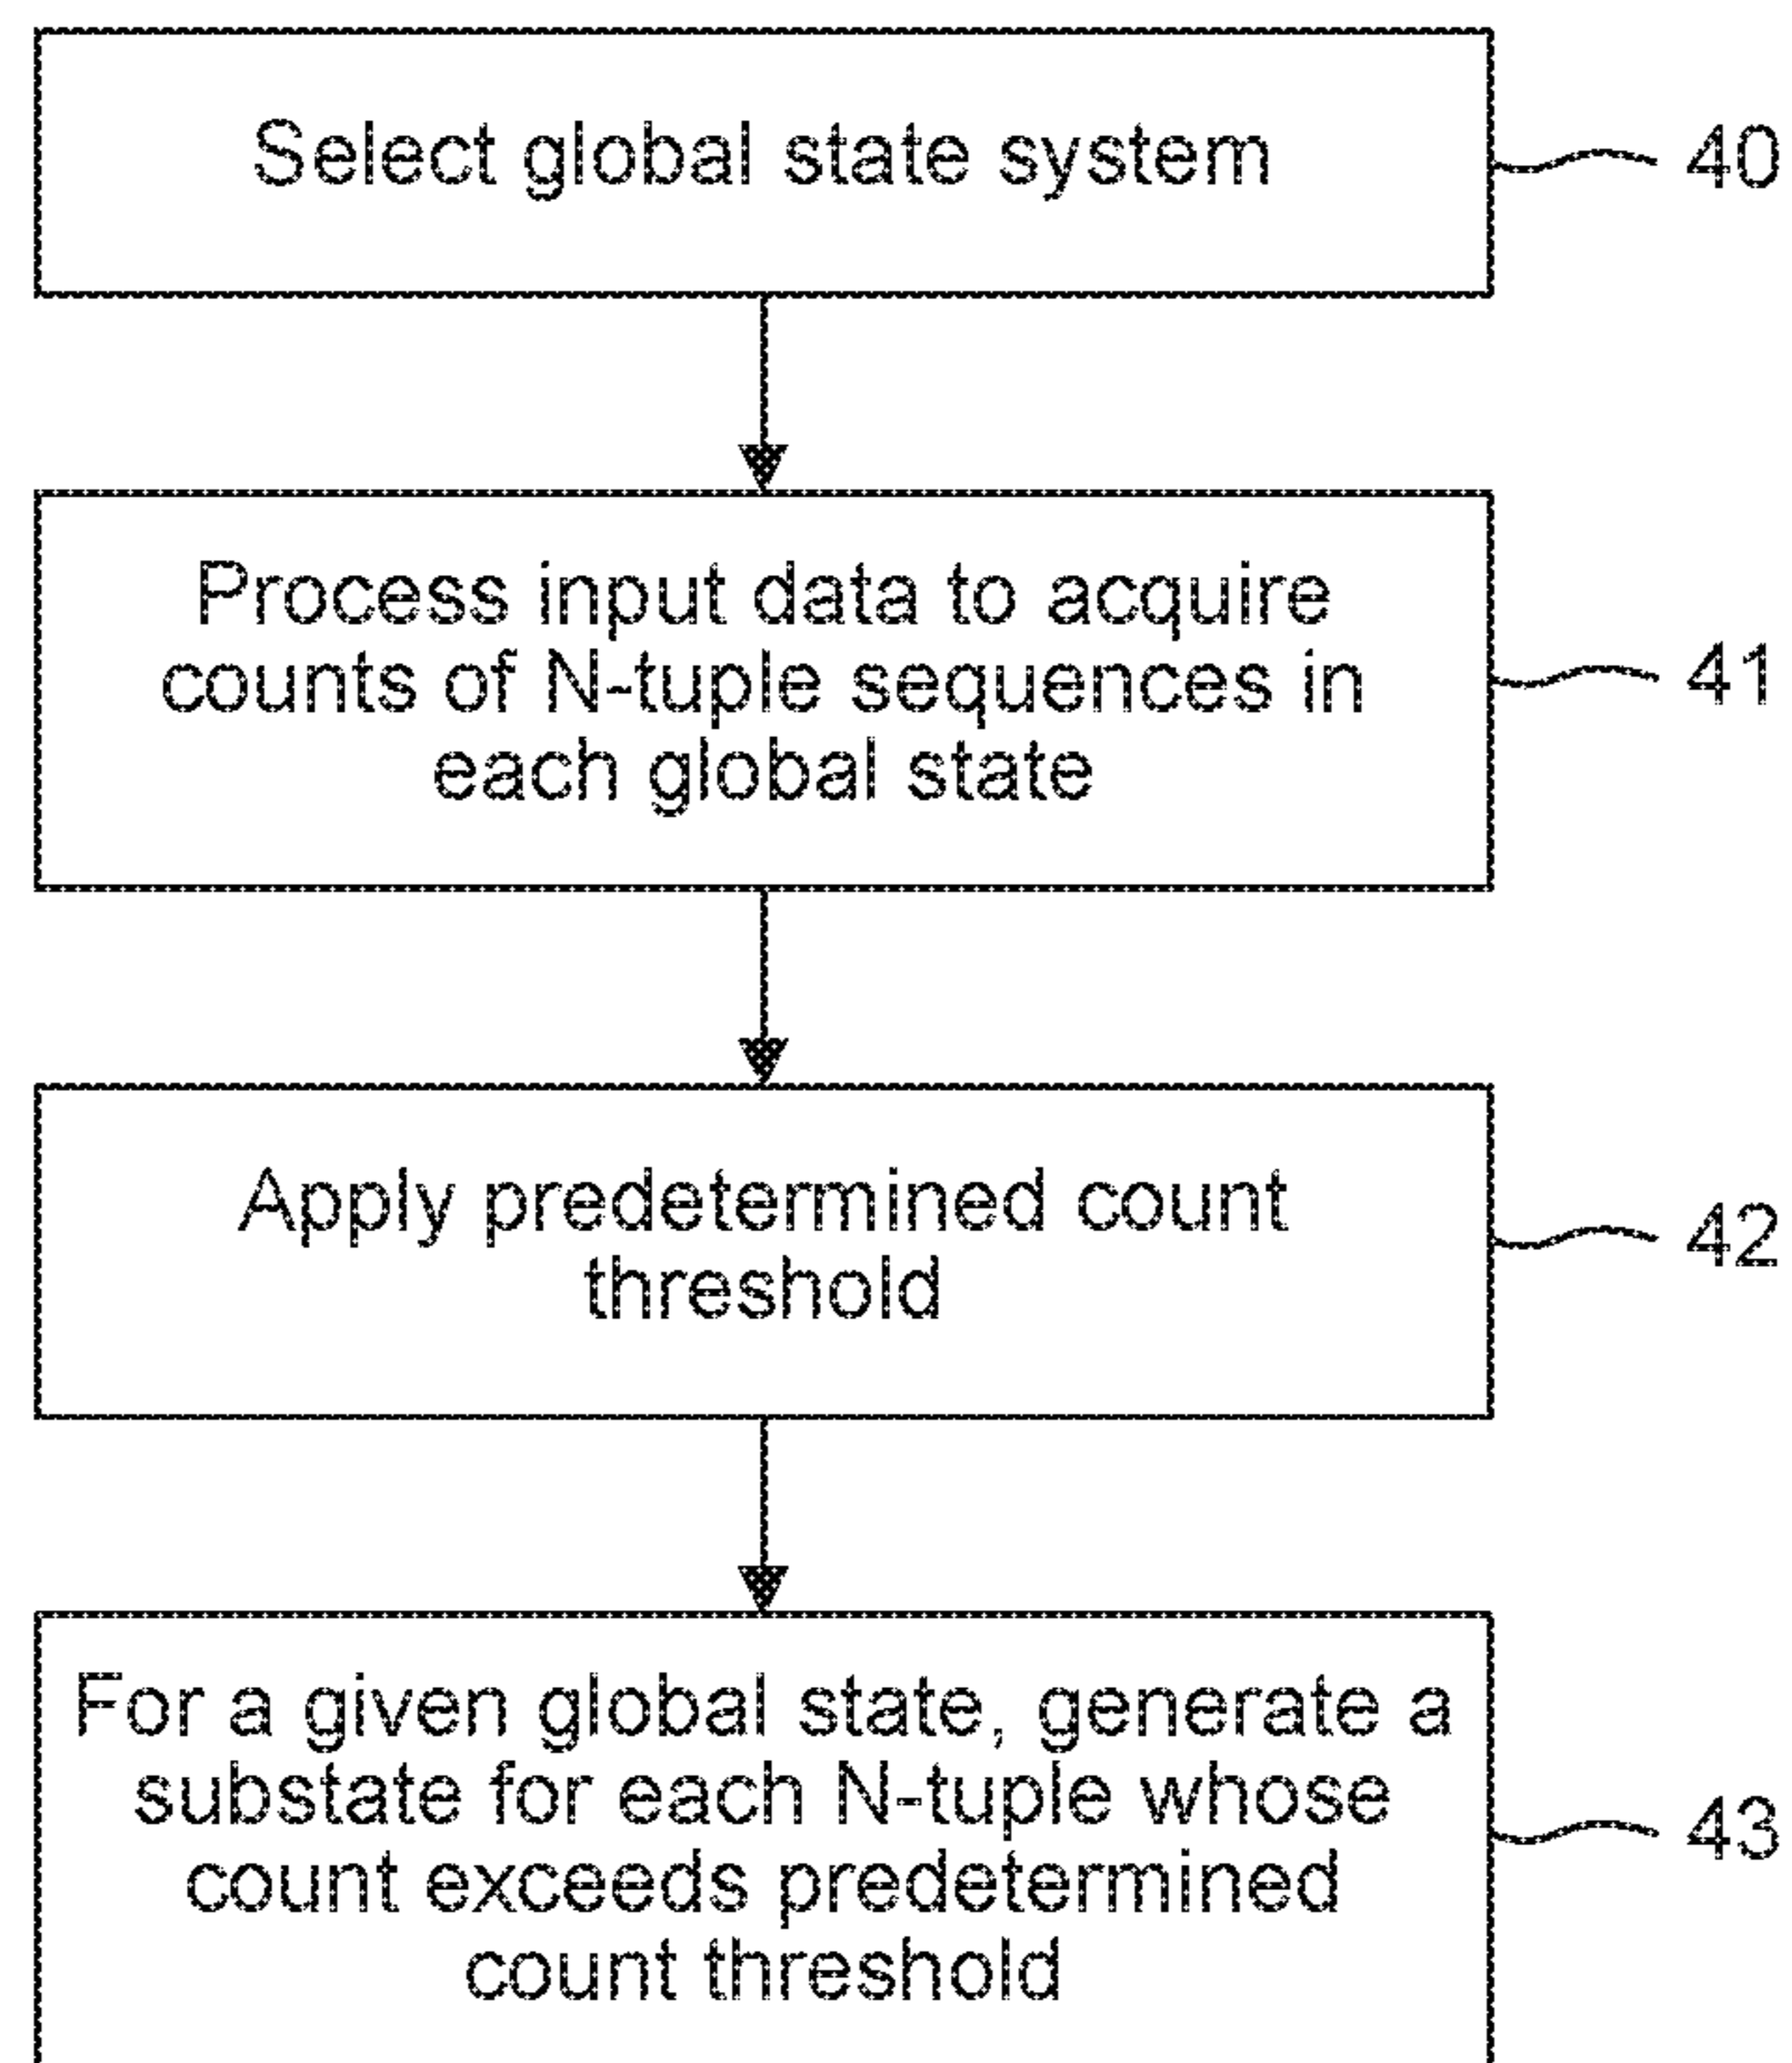 Select global state system
40
Process input data to acquire
counts of N-tuple sequences in
each global state
41
Apply predetermined count
threshold
42
For a given global state, generate a
substate for each N-tuple whose
count exceeds predetermined
count threshold
43